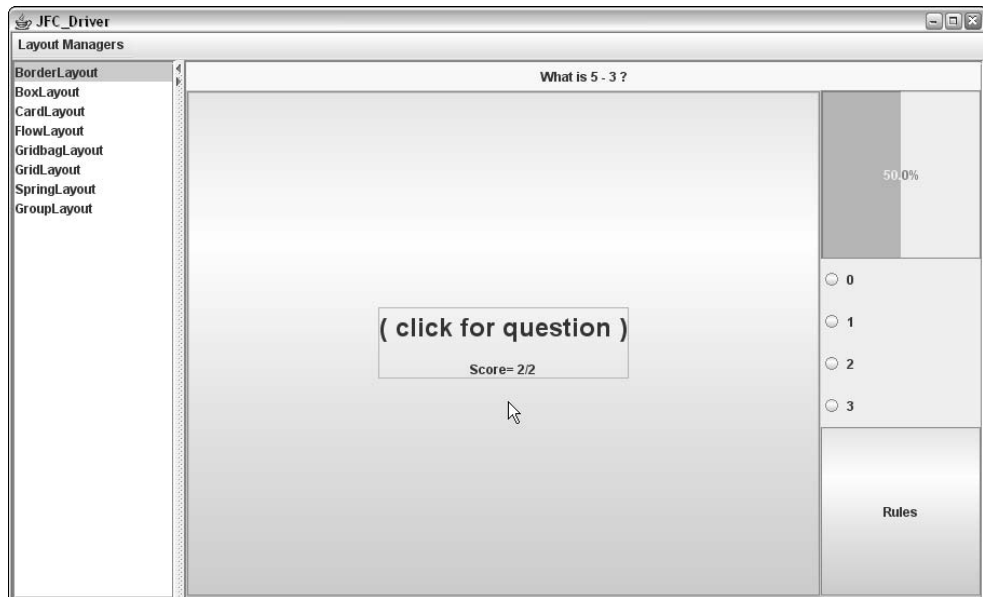 JFC_Driver
Layout Managers
BorderLayout
BoxLayout
CardLayout
FlowLayout
GridbagLayout
GridLayout
SpringLayout
GroupLayout
What is 5 - 3 ?
( click for question )
Score= 2/2
50.0%
0
1
2
3
Rules